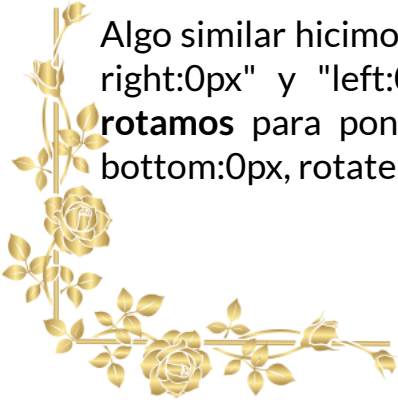 Algo similar hicimo
right:0px" y "left:
rotamos para pon
bottom:0px, rotate